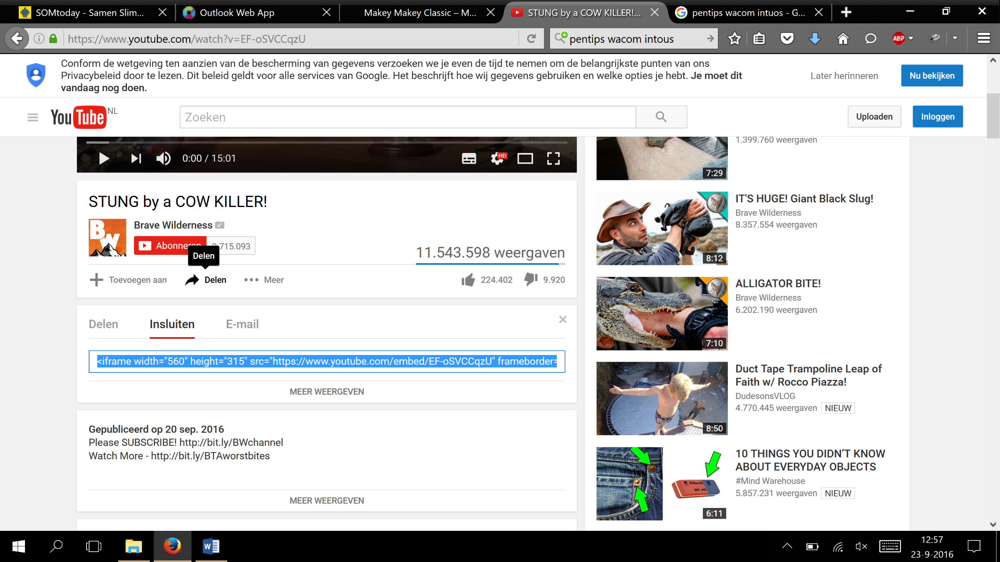 SOMtoday - Samen Slim...
Outlook Web App
Makey Makey Classic – M...
STUNG by a COW KILLER!...
pentips wacom intuos - G...
https://www.youtube.com/watch?v=EF-oSVCCqzU
pentips wacom intous
ABP
Conform de wetgeving ten aanzien van de bescherming van gegevens verzoeken we je even de tijd te nemen om de belangrijkste punten van ons
Privacybeleid door te lezen. Dit beleid geldt voor alle services van Google. Het beschrijft hoe wij gegevens gebruiken en welke opties je hebt. Je moet dit
vandaag nog doen.
Later herinneren
Nu bekijken
YouTube NL
Zoeken
Uploaden
Inloggen
0:00 / 15:01
HD
STUNG by a COW KILLER!
BW
Brave Wilderness
Abonneren
715.093
Delen
11.543.598 weergaven
Toevoegen aan
Delen
Meer
224.402
9.920
Delen
Insluiten
E-mail
<iframe width="560" height="315" src="https://www.youtube.com/embed/EF-oSVCCqzU" frameborder=
MEER WEERGEVEN
Gepubliceerd op 20 sep. 2016
Please SUBSCRIBE! http://bit.ly/BWchannel
Watch More - http://bit.ly/BTAworstbites
MEER WEERGEVEN
1.399.760 weergaven
7:29
IT'S HUGE! Giant Black Slug!
Brave Wilderness
8.357.554 weergaven
8:12
ALLIGATOR BITE!
Brave Wilderness
6.202.190 weergaven
7:10
Duct Tape Trampoline Leap of
Faith w/ Rocco Piazza!
DudesonsVLOG
4.770.445 weergaven NIEUW
8:50
10 THINGS YOU DIDN'T KNOW
ABOUT EVERYDAY OBJECTS
#Mind Warehouse
5.857.231 weergaven NIEUW
Pelikan
BR 40
6:11
W
12:57
23-9-2016